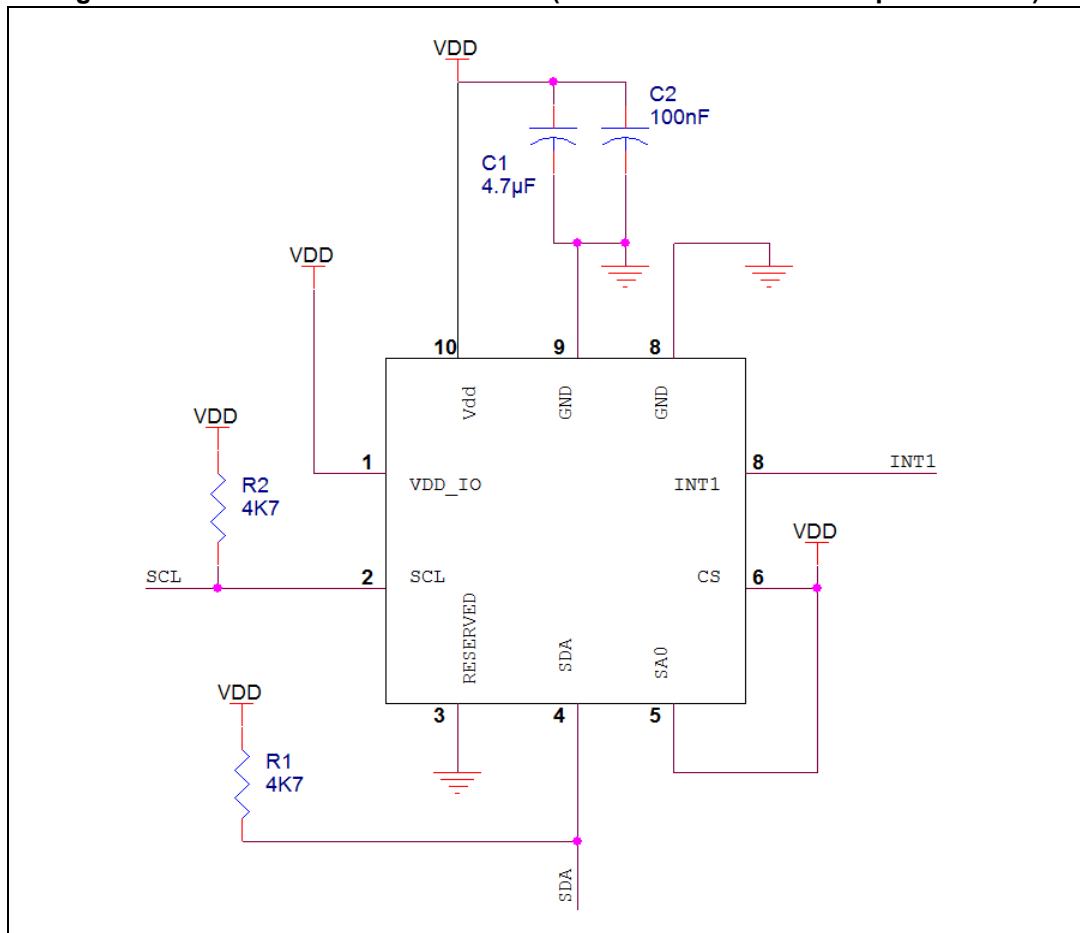 VDD
C2
100nF
C1
4.7µF
VDD
10
9
8
Vdd
GND
GND
VDD
1
VDD_IO
8
INT1
INT1
R2
4K7
VDD
SCL
2
SCL
CS
6
RESERVED
SDA
SA0
VDD
3
4
5
R1
4K7
SDA